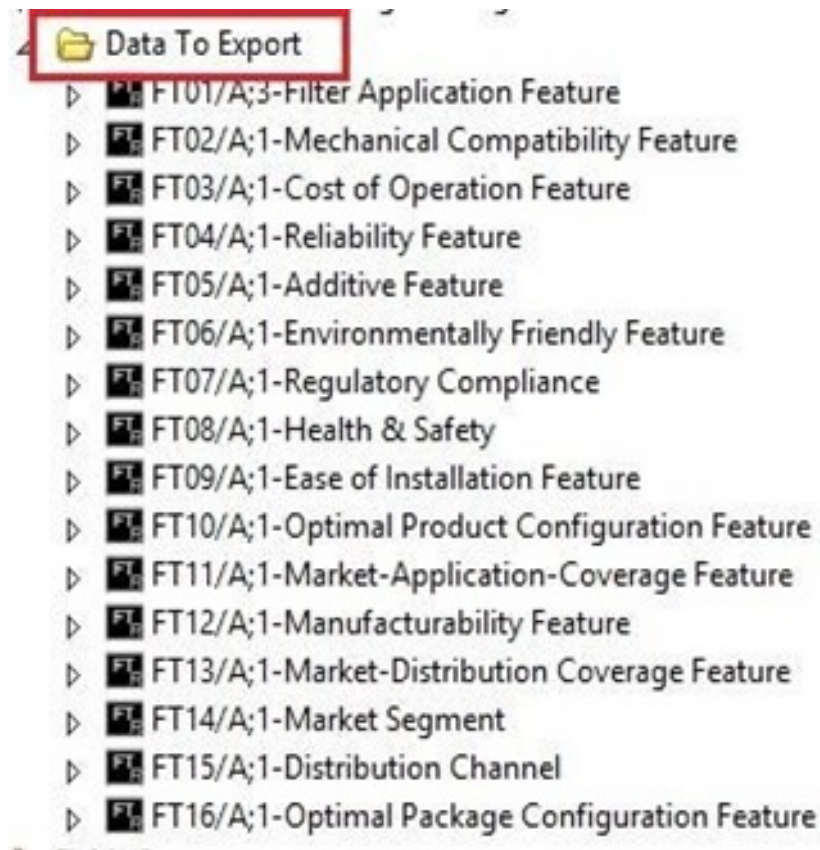 Data To Export
FT01/A;3-Filter Application Feature
FT02/A;1-Mechanical Compatibility Feature
FT03/A;1-Cost of Operation Feature
FT04/A;1-Reliability Feature
FT05/A;1-Additive Feature
FT06/A;1-Environmentally Friendly Feature
FT07/A;1-Regulatory Compliance
FT08/A;1-Health & Safety
FT09/A;1-Ease of Installation Feature
FT10/A;1-Optimal Product Configuration Feature
FT11/A;1-Market-Application-Coverage Feature
FT12/A;1-Manufacturability Feature
FT13/A;1-Market-Distribution Coverage Feature
FT14/A;1-Market Segment
FT15/A;1-Distribution Channel
FT16/A;1-Optimal Package Configuration Feature